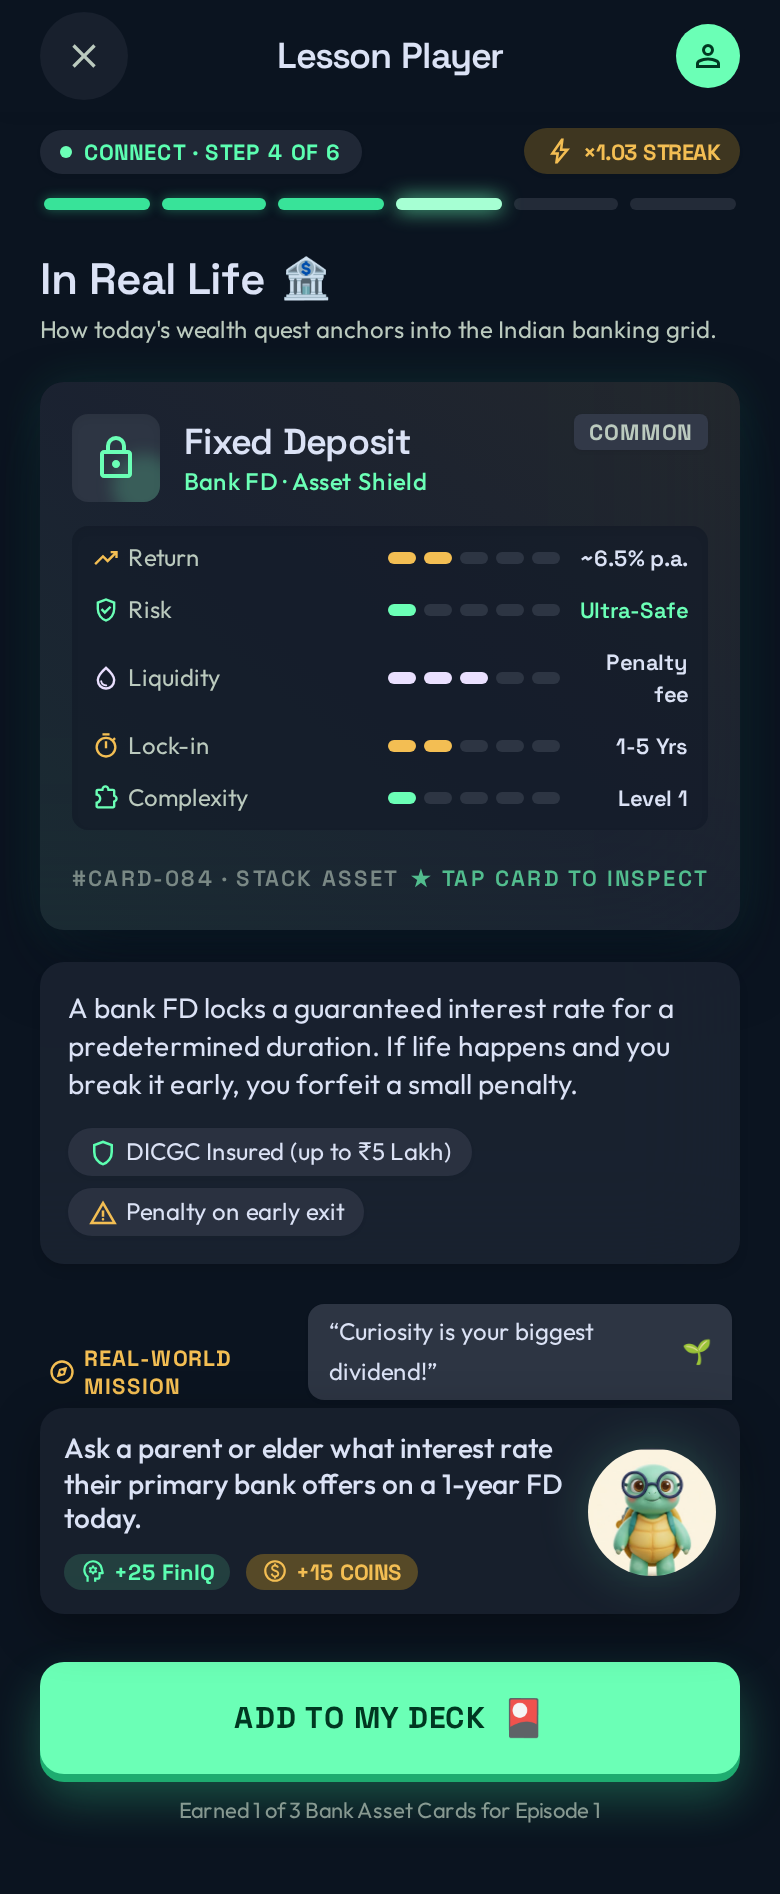 Lesson Player
CONNECT · STEP 4 OF 6
×1.03 STREAK
In Real Life
How today's wealth quest anchors into the Indian banking grid.
Fixed Deposit
COMMON
Bank FD · Asset Shield
Return ~6.5% p.a.
Risk Ultra-Safe
Liquidity Penalty
fee
Lock-in 1-5 Yrs
Complexity Level 1
#CARD-084 · STACK ASSET ★ TAP CARD TO INSPECT
A bank FD locks a guaranteed interest rate for a
predetermined duration. If life happens and you
break it early, you forfeit a small penalty.
DICGC Insured (up to ₹5 Lakh)
Penalty on early exit
“Curiosity is your biggest
dividend!”
REAL-WORLD
MISSION
Ask a parent or elder what interest rate
their primary bank offers on a 1-year FD
today.
+25 FinIQ
+15 COINS
ADD TO MY DECK
Earned 1 of 3 Bank Asset Cards for Episode 1